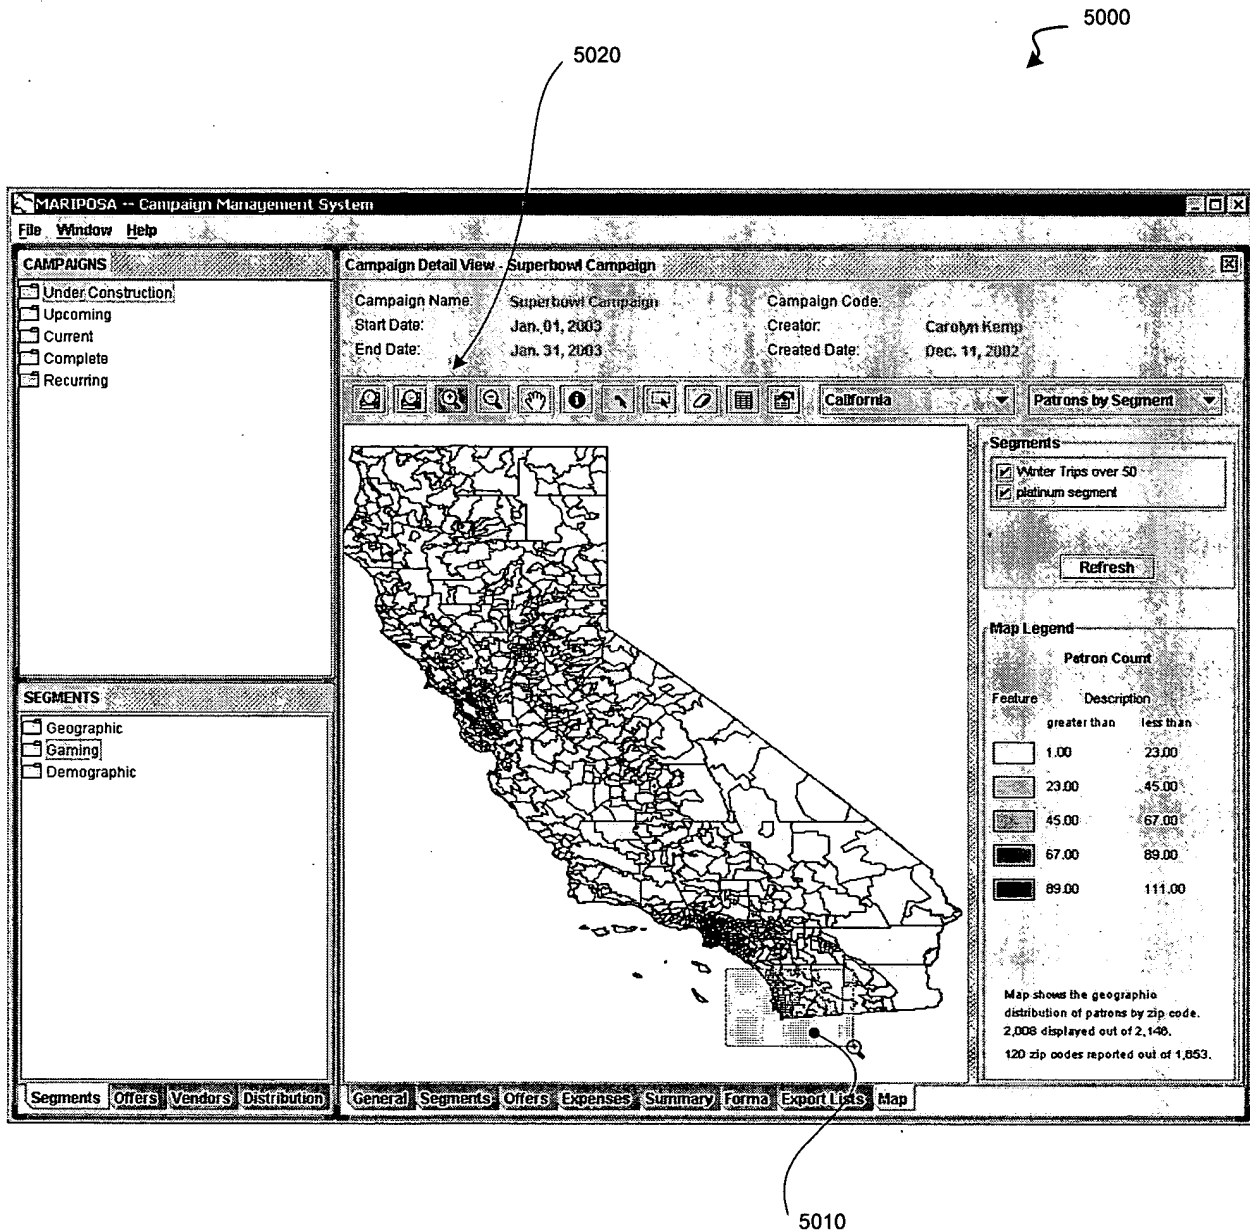 5000
5020
MARIPOSA -- Campaign Management System
File Window Help
CAMPAIGNS
Under Construction
Upcoming
Current
Complete
Recurring
SEGMENTS
Geographic
Gaming
Demographic
Segments Offers Vendors Distribution
Campaign Detail View - Superbowl Campaign
Campaign Name: Superbowl Campaign Campaign Code:
Start Date: Jan. 01, 2003 Creator: Carolyn Kemp
End Date: Jan. 31, 2003 Created Date: Dec. 11, 2002
California Patrons by Segment
Segments
Winter Trips over 50
platinum segment
Refresh
Map Legend
Patron Count
Feature Description
greater than less than
1.00 23.00
23.00 45.00
45.00 67.00
67.00 89.00
89.00 111.00
Map shows the geographic
distribution of patrons by zip code.
2,008 displayed out of 2,146.
120 zip codes reported out of 1,853.
General Segments Offers Expenses Summary Forma Export Lists Map
5010